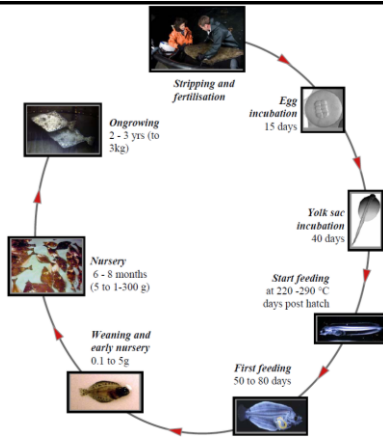 Stripping and
fertilisation
Egg
incubation
15 days
Yolk sac
incubation
40 days
Start feeding
at 220 -290 °C
days post hatch
First feeding
50 to 80 days
Weaning and
early nursery
0.1 to 5g
Nursery
6 - 8 months
(5 to 1-300 g)
Ongrowing
2 - 3 yrs (to
3kg)